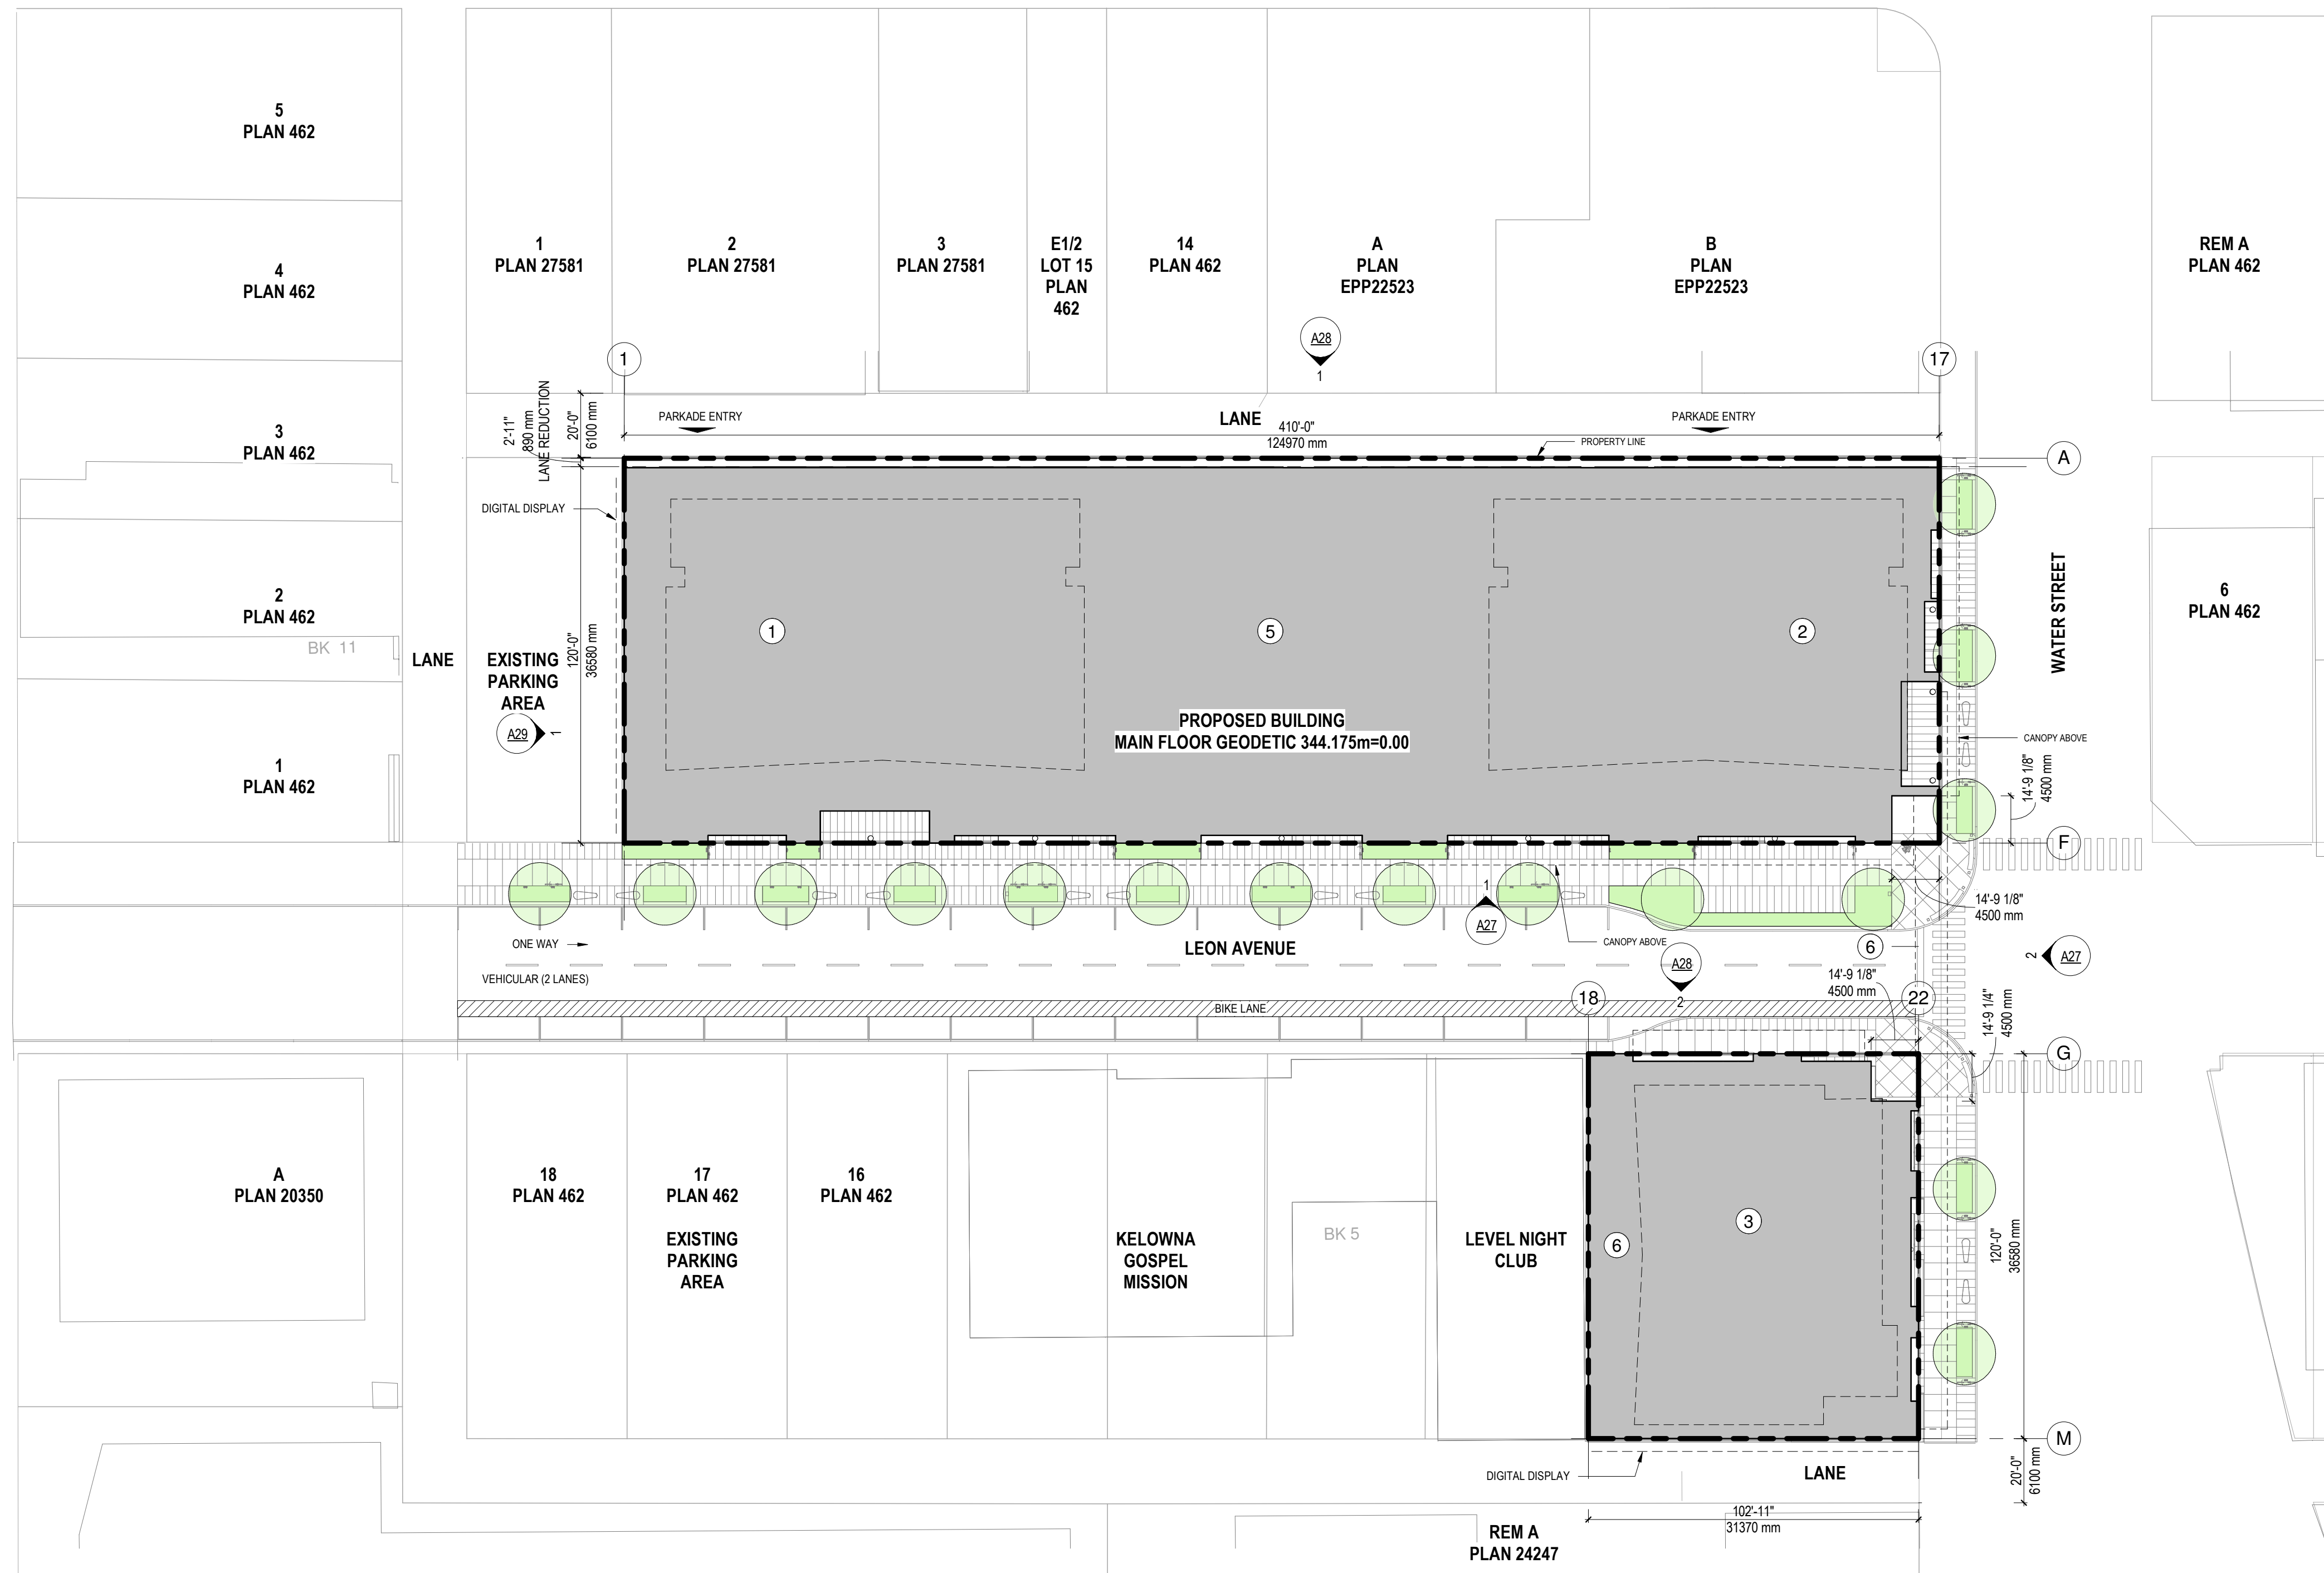 5
PLAN 462
4
PLAN 462
3
PLAN 462
2
PLAN 462
BK 11
1
PLAN 462
LANE
1
PLAN 27581
2
PLAN 27581
3
PLAN 27581
E1/2
LOT 15
PLAN
462
14
PLAN 462
A
PLAN
EPP22523
B
PLAN
EPP22523
REM A
PLAN 462
A28
1
1
17
2'-11"
890 mm
LANE REDUCTION
20'-0"
6100 mm
PARKADE ENTRY
LANE
410'-0"
124970 mm
PARKADE ENTRY
PROPERTY LINE
A
DIGITAL DISPLAY
EXISTING
PARKING
AREA
120'-0"
36580 mm
A29
1
1
5
2
PROPOSED BUILDING
MAIN FLOOR GEODETIC 344.175m=0.00
WATER STREET
6
PLAN 462
CANOPY ABOVE
14'-9 1/8"
4500 mm
F
14'-9 1/8"
4500 mm
1
A27
ONE WAY
LEON AVENUE
CANOPY ABOVE
6
2
A27
VEHICULAR (2 LANES)
A28
2
14'-9 1/8"
4500 mm
18
22
BIKE LANE
14'-9 1/4"
4500 mm
G
A
PLAN 20350
18
PLAN 462
17
PLAN 462
EXISTING
PARKING
AREA
16
PLAN 462
KELOWNA
GOSPEL
MISSION
BK 5
LEVEL NIGHT
CLUB
6
3
120'-0"
36580 mm
M
DIGITAL DISPLAY
LANE
20'-0"
6100 mm
102'-11"
31370 mm
REM A
PLAN 24247